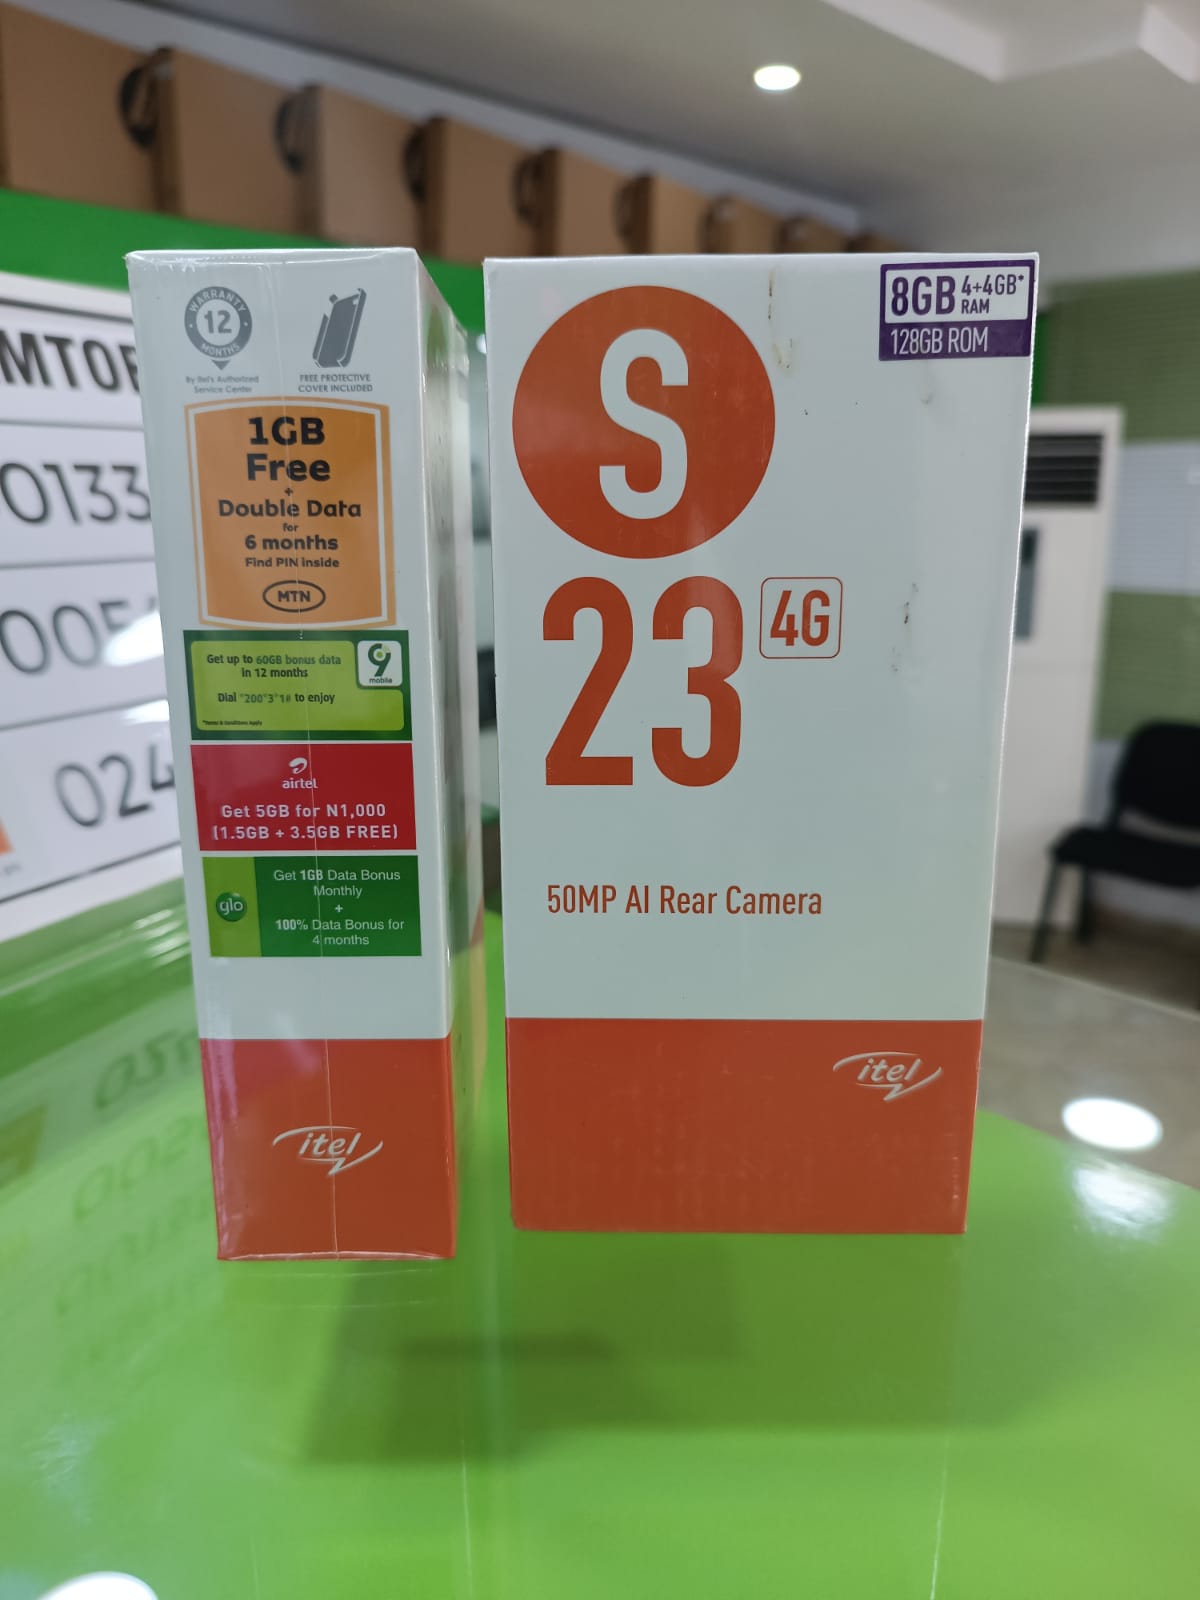 WARRANTY
12
MONTHS
By itel's Authorized
Service Center
FREE PROTECTIVE
COVER INCLUDED
1GB
Free
+
Double Data
for
6 months
Find PIN inside
MTN
Get up to 60GB bonus data
in 12 months
Dial *200*3*1# to enjoy
*Terms & Conditions Apply
9
mobile
airtel
Get 5GB for N1,000
(1.5GB + 3.5GB FREE)
glo
Get 1GB Data Bonus
Monthly
+
100% Data Bonus for
4 months
itel
8GB 4+4GB*
RAM
128GB ROM
S
23 4G
50MP AI Rear Camera
itel
0133
005
024